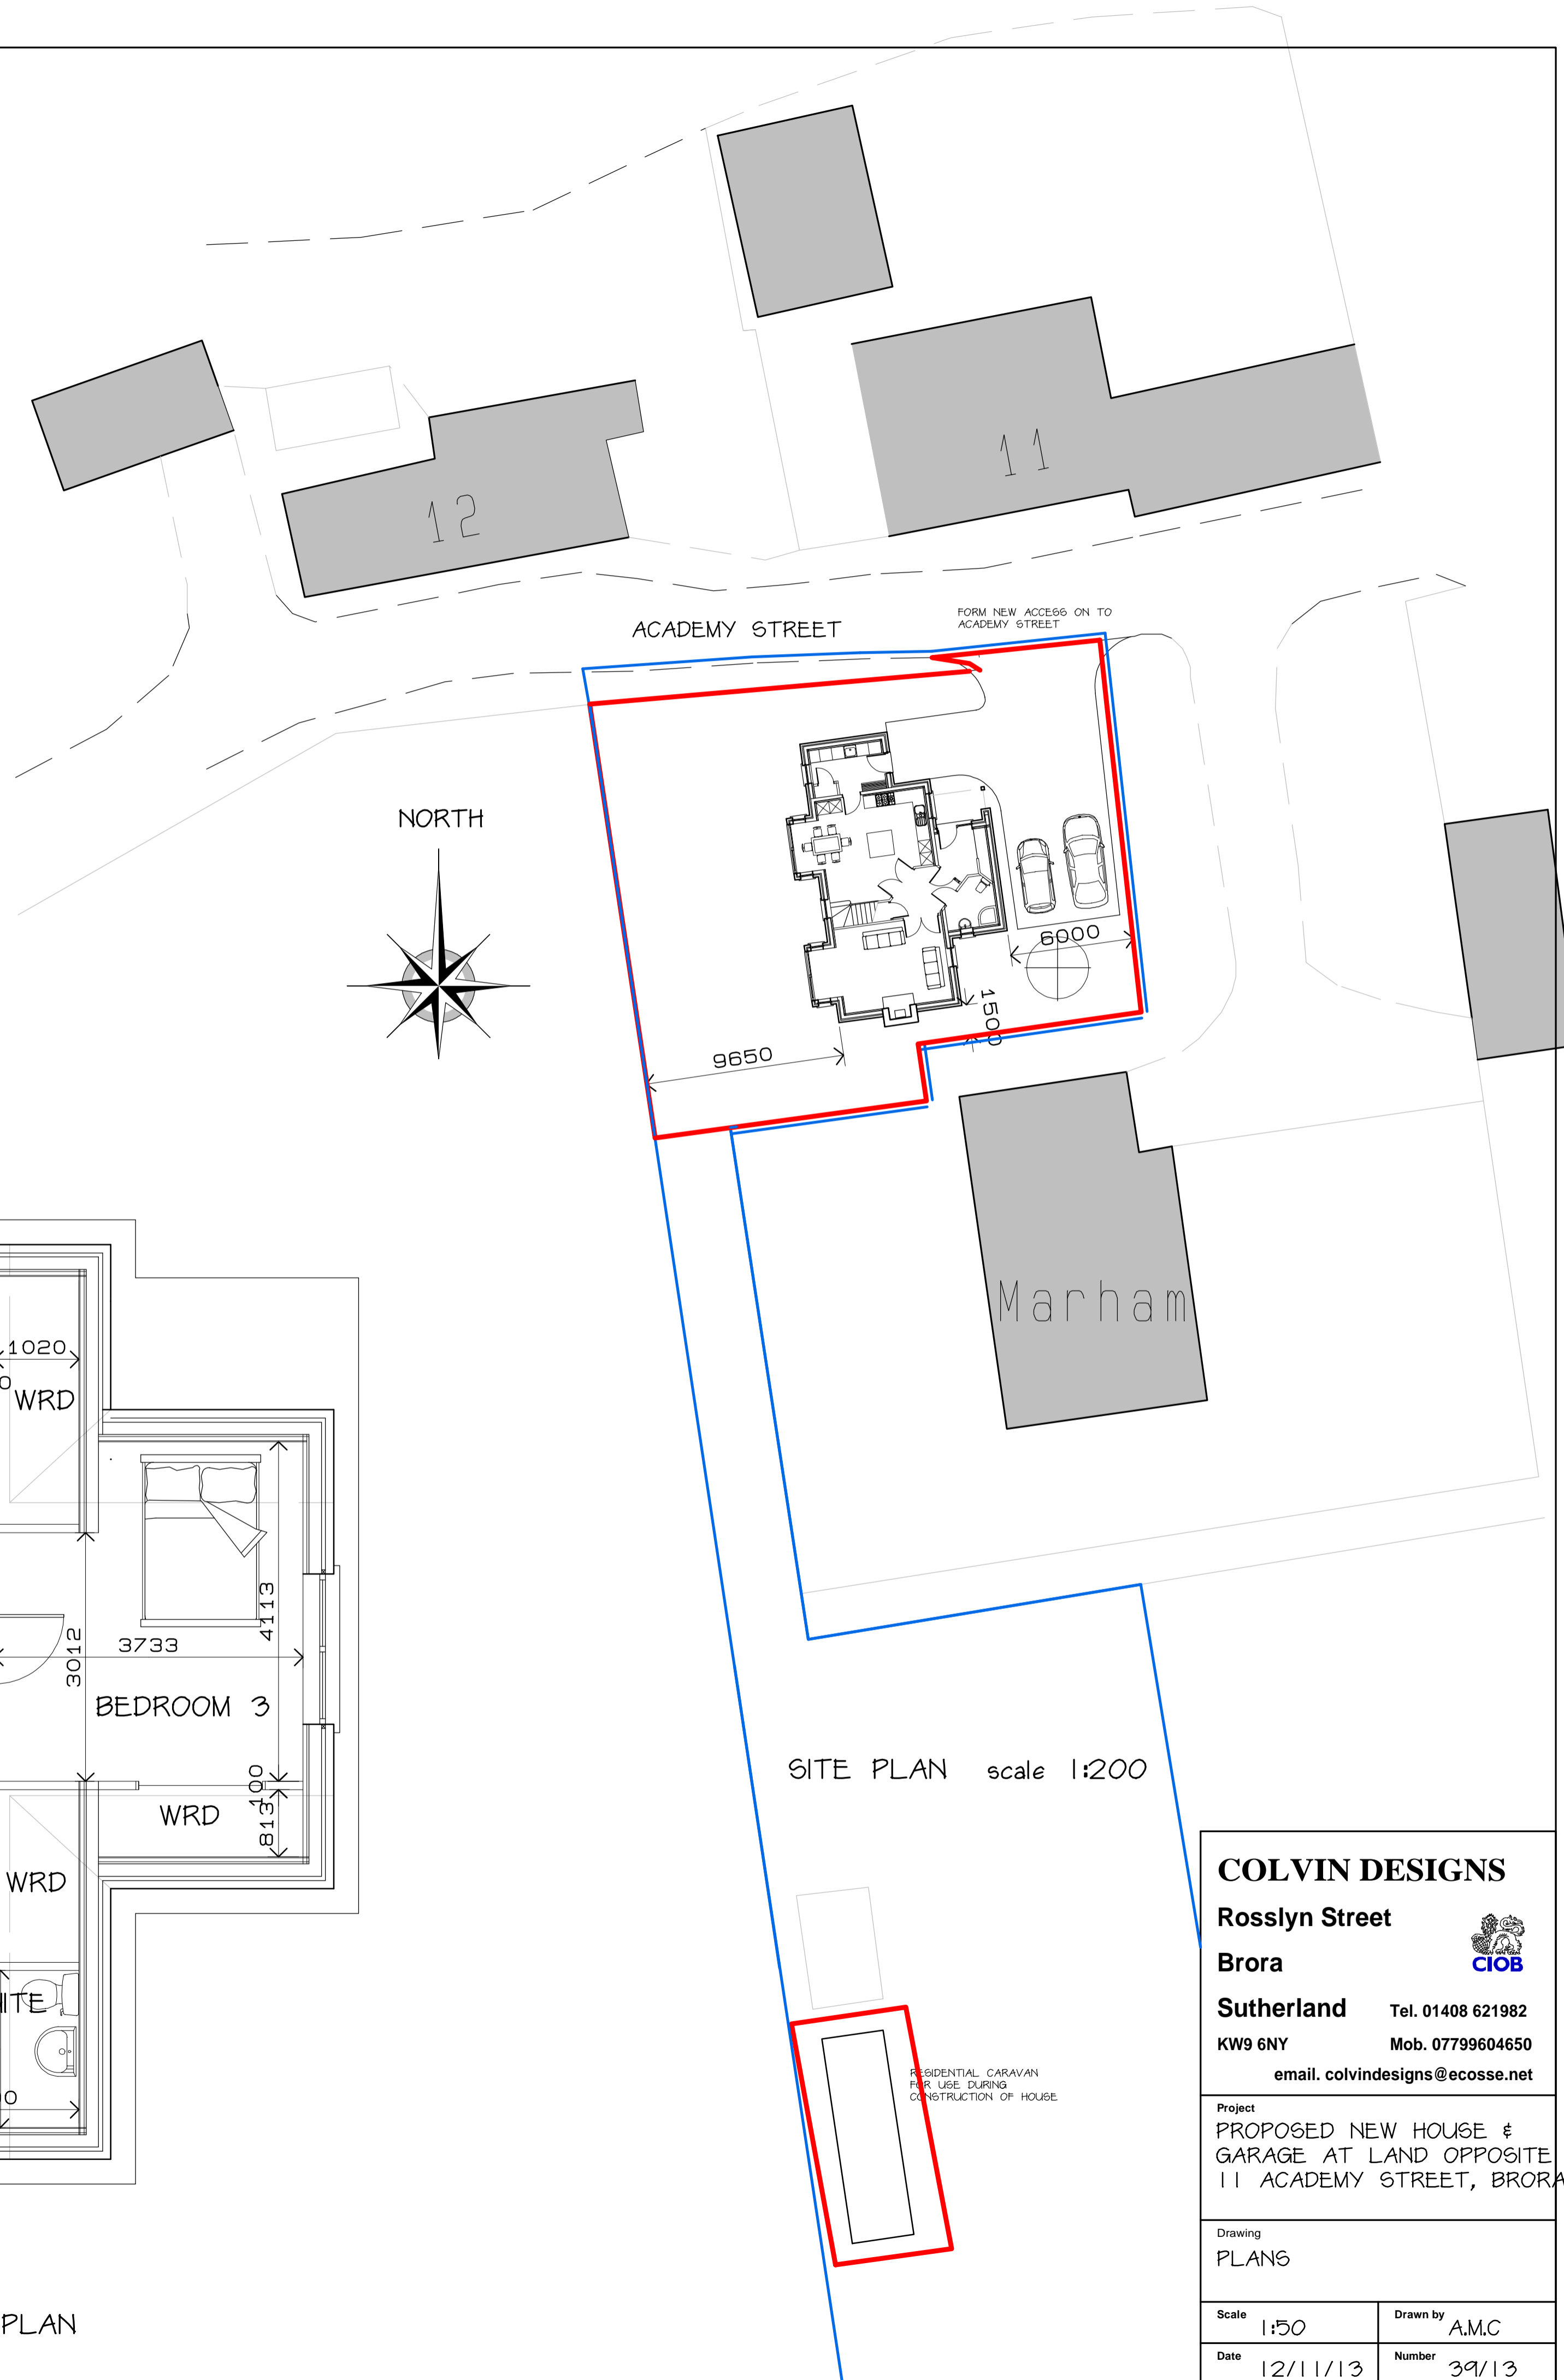 11
12
ACADEMY STREET
FORM NEW ACCESS ON TO
ACADEMY STREET
NORTH
6000
1500
9650
Marham
1020
WRD
4113
3733
3012
BEDROOM 3
100
WRD
813
WRD
PLAN
SITE PLAN scale 1:200
RESIDENTIAL CARAVAN
FOR USE DURING
CONSTRUCTION OF HOUSE
COLVIN DESIGNS
Rosslyn Street
Brora
CIOB
Sutherland Tel. 01408 621982
KW9 6NY Mob. 07799604650
email. colvindesigns@ecosse.net
Project
PROPOSED NEW HOUSE &
GARAGE AT LAND OPPOSITE
11 ACADEMY STREET, BRORA
Drawing
PLANS
Scale 1:50
Drawn by A.M.C
Date 12/11/13
Number 39/13